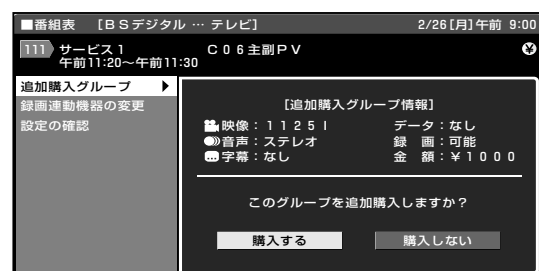 ■番組表 [BSデジタル … テレビ] 2/26[月]午前 9:00
111 サービス1 C06主副PV ¥
午前11:20~午前11:30
追加購入グループ ▶
録画連動機器の変更
設定の確認
[追加購入グループ情報]
映像:1125I データ:なし
音声:ステレオ 録 画:可能
字幕:なし 金 額:¥1000
このグループを追加購入しますか?
購入する 購入しない